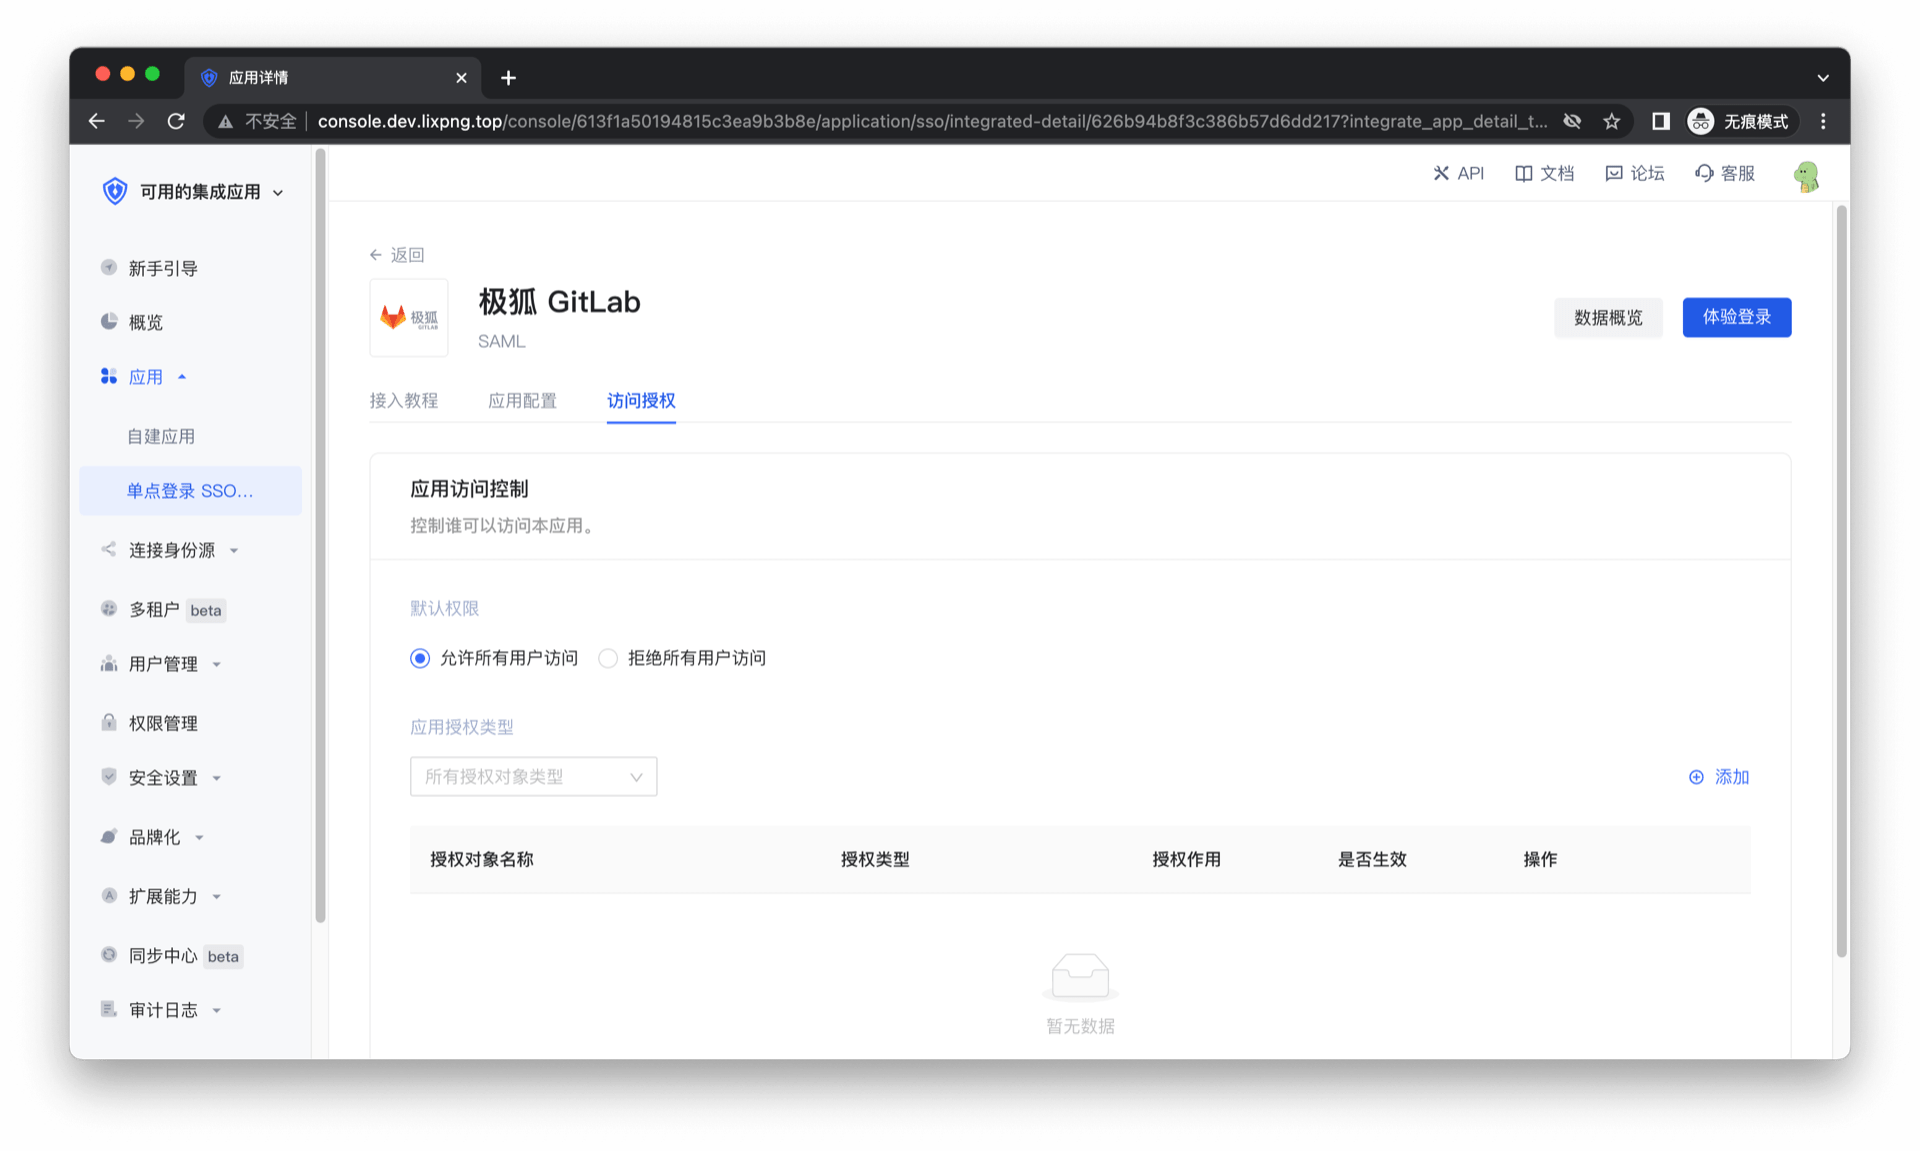 应用详情
不安全
console.dev.lixpng.top/console/613f1a50194815c3ea9b3b8e/application/sso/integrated-detail/626b94b8f3c386b57d6dd217?integrate_app_detail_t...
无痕模式
可用的集成应用
API
文档
论坛
客服
新手引导
概览
应用
自建应用
单点登录 SSO...
连接身份源
多租户 beta
用户管理
权限管理
安全设置
品牌化
扩展能力
同步中心 beta
审计日志
返回
极狐
GITLAB
极狐 GitLab
SAML
数据概览
体验登录
接入教程
应用配置
访问授权
应用访问控制
控制谁可以访问本应用。
默认权限
允许所有用户访问
拒绝所有用户访问
应用授权类型
所有授权对象类型
添加
授权对象名称
授权类型
授权作用
是否生效
操作
暂无数据